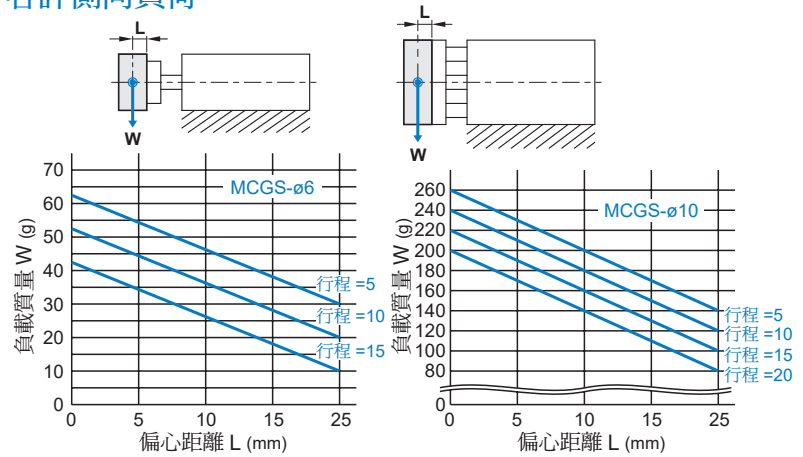 容許側向負荷
L
W
L
W
MCGS-ø6
負載質量 W (g)
70
60
50
40
30
20
10
0
行程 =5
行程 =10
行程 =15
0 5 10 15 25
偏心距離 L (mm)
MCGS-ø10
負載質量 W (g)
260
240
220
200
180
160
140
120
100
80
0
行程 =5
行程 =10
行程 =15
行程 =20
0 5 10 15 25
偏心距離 L (mm)